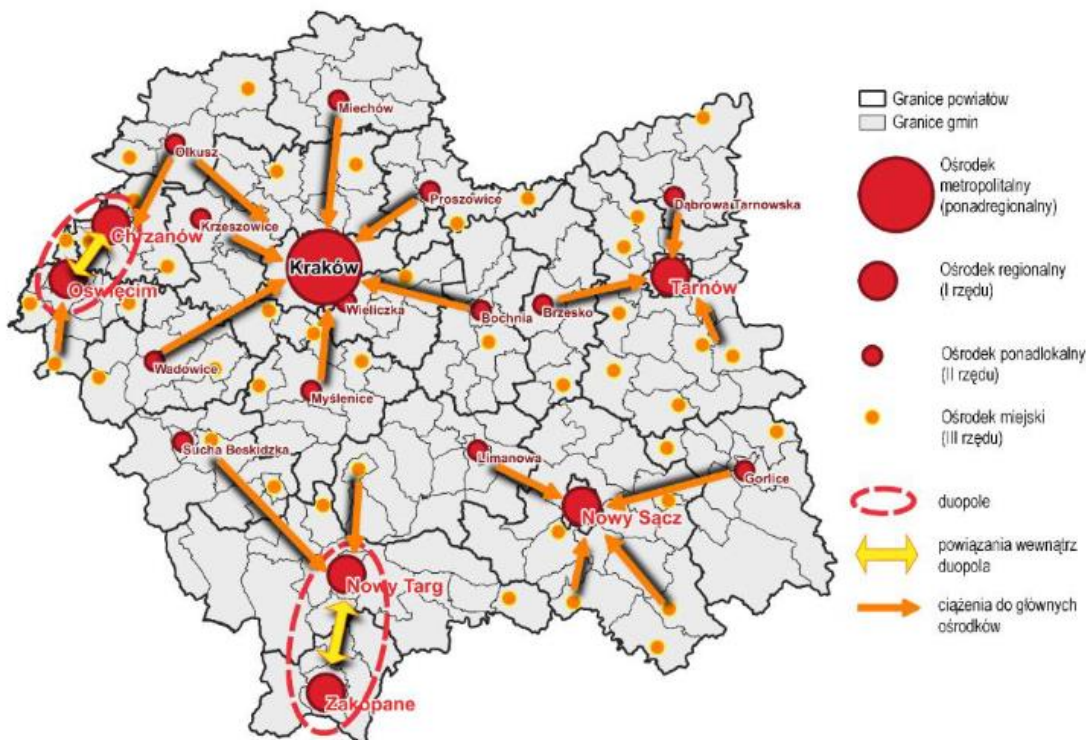 Miechów
Olkusz
Proszowice
Dąbrowa Tarnowska
Krzeszowice
Chrzanów
Kraków
Oświęcim
Tarnów
Wieliczka
Bochnia
Brzesko
Wadowice
Myślenice
Sucha Beskidzka
Limanowa
Gorlice
Nowy Sącz
Nowy Targ
Zakopane
Granice powiatów
Granice gmin
Ośrodek
metropolitalny
(ponadregionalny)
Ośrodek regionalny
(I rzędu)
Ośrodek ponadlokalny
(II rzędu)
Ośrodek miejski
(III rzędu)
duopole
powiązania wewnątrz
duopola
ciążenia do głównych
ośrodków